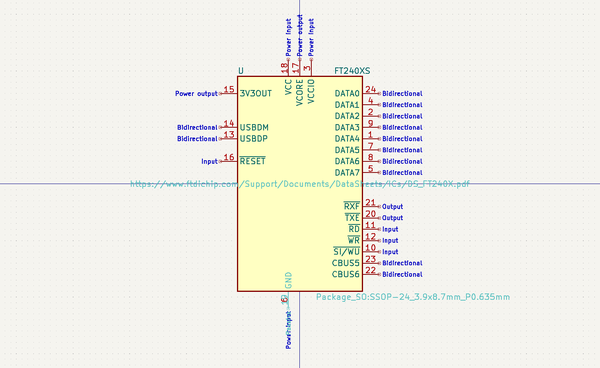 Power input
Power output
Power input
18
17
3
U
FT240XS
VCC
VCORE
VCCIO
Power output 15 3V3OUT
DATA0 24 Bidirectional
DATA1 4 Bidirectional
DATA2 2 Bidirectional
Bidirectional 14 USBDM
DATA3 9 Bidirectional
Bidirectional 13 USBDP
DATA4 1 Bidirectional
DATA5 7 Bidirectional
Input 16 RESET
DATA6 8 Bidirectional
DATA7 5 Bidirectional
https://www.ftdichip.com/Support/Documents/DataSheets/ICs/DS_FT240X.pdf
RXF 21 Output
TXE 20 Output
RD 11 Input
WR 12 Input
SI/WU 10 Input
CBUS5 23 Bidirectional
CBUS6 22 Bidirectional
GND
Package_SO:SSOP-24_3.9x8.7mm_P0.635mm
6
Power input